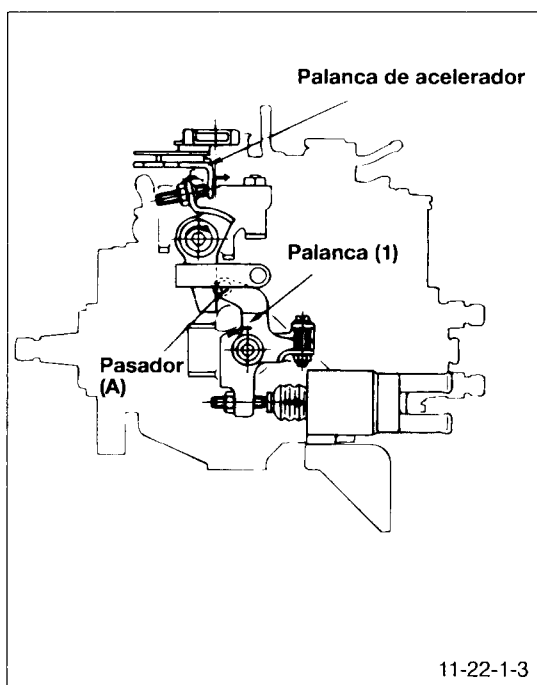 Palanca de acelerador
Palanca (1)
Pasador
(A)
11-22-1-3